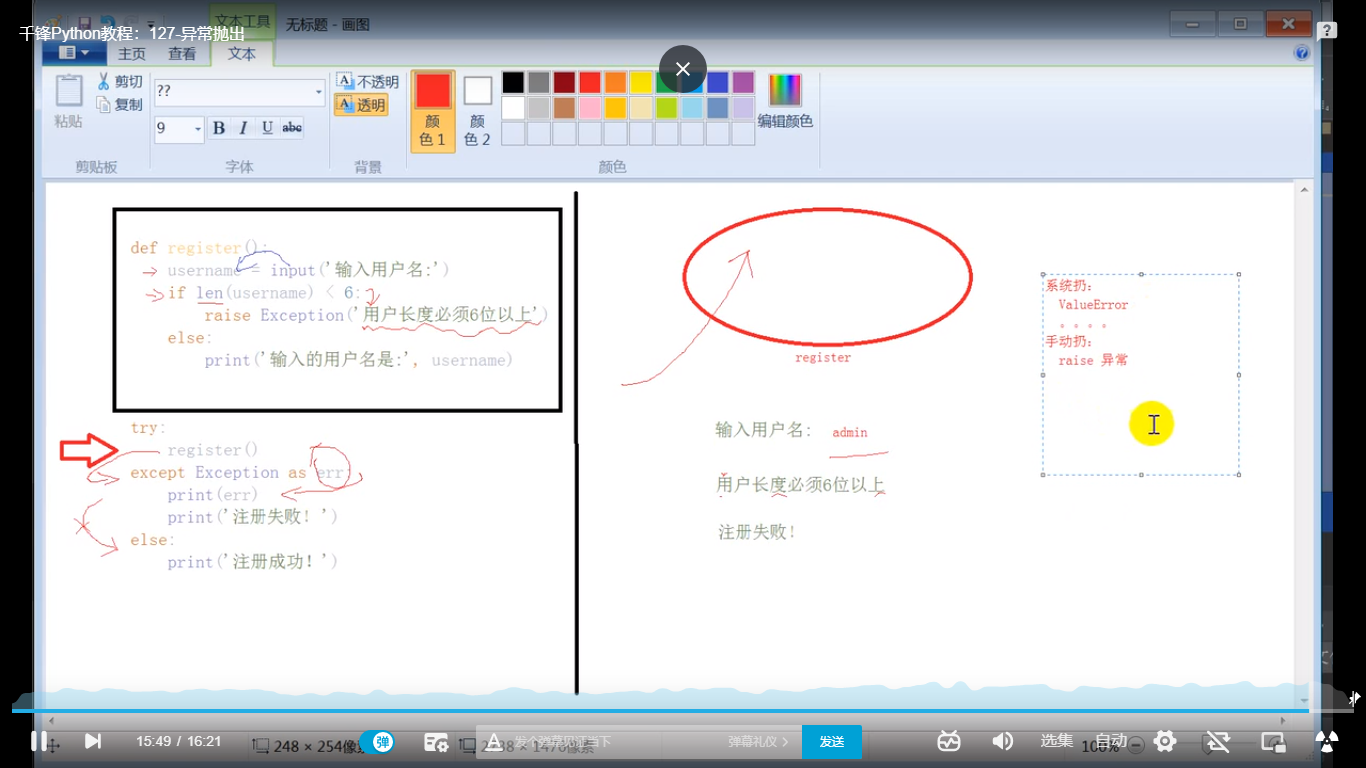 千锋Python教程：127-异常抛出
文本工具
无标题 - 画图
主页 查看 文本
粘贴
剪切
复制
剪贴板
??
9
B I U abc
字体
不透明
透明
背景
颜色 1
颜色 2
编辑颜色
颜色
def register():
username = input('输入用户名:')
if len(username) < 6:
raise Exception('用户长度必须6位以上')
else:
print('输入的用户名是:', username)
try:
register()
except Exception as err:
print(err)
print('注册失败! ')
else:
print('注册成功! ')
register
输入用户名: admin
用户长度必须6位以上
注册失败!
系统扔:
ValueError
。。。。
手动扔:
raise 异常
15:49 / 16:21
248 × 254像
弹
发个弹幕见证当下
弹幕礼仪 >
发送
选集
自动
100%